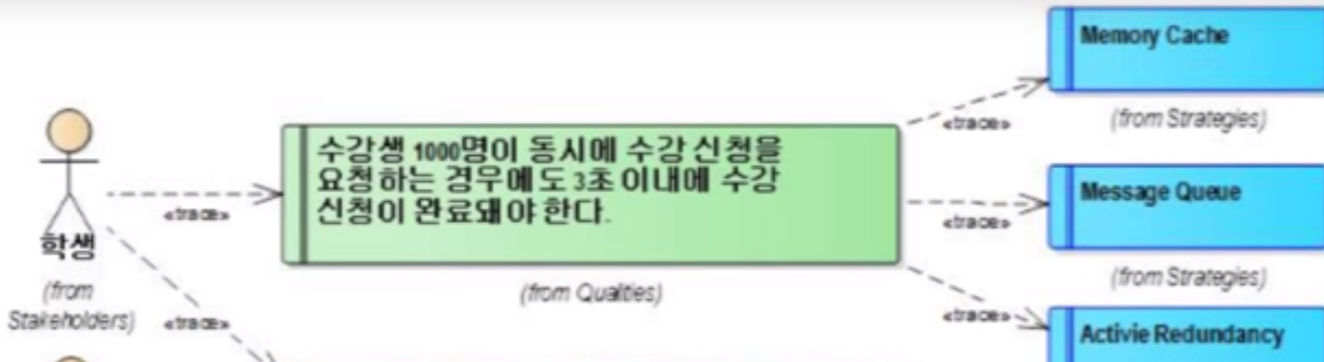 Memory Cache
(from Strategies)
«trace»
수강생 1000명이 동시에 수강 신청을
요청하는 경우에도 3초 이내에 수강
신청이 완료돼야 한다.
(from Qualities)
«trace»
학생
(from
Stakeholders)
«trace»
Message Queue
(from Strategies)
«trace»
Activie Redundancy
«trace»